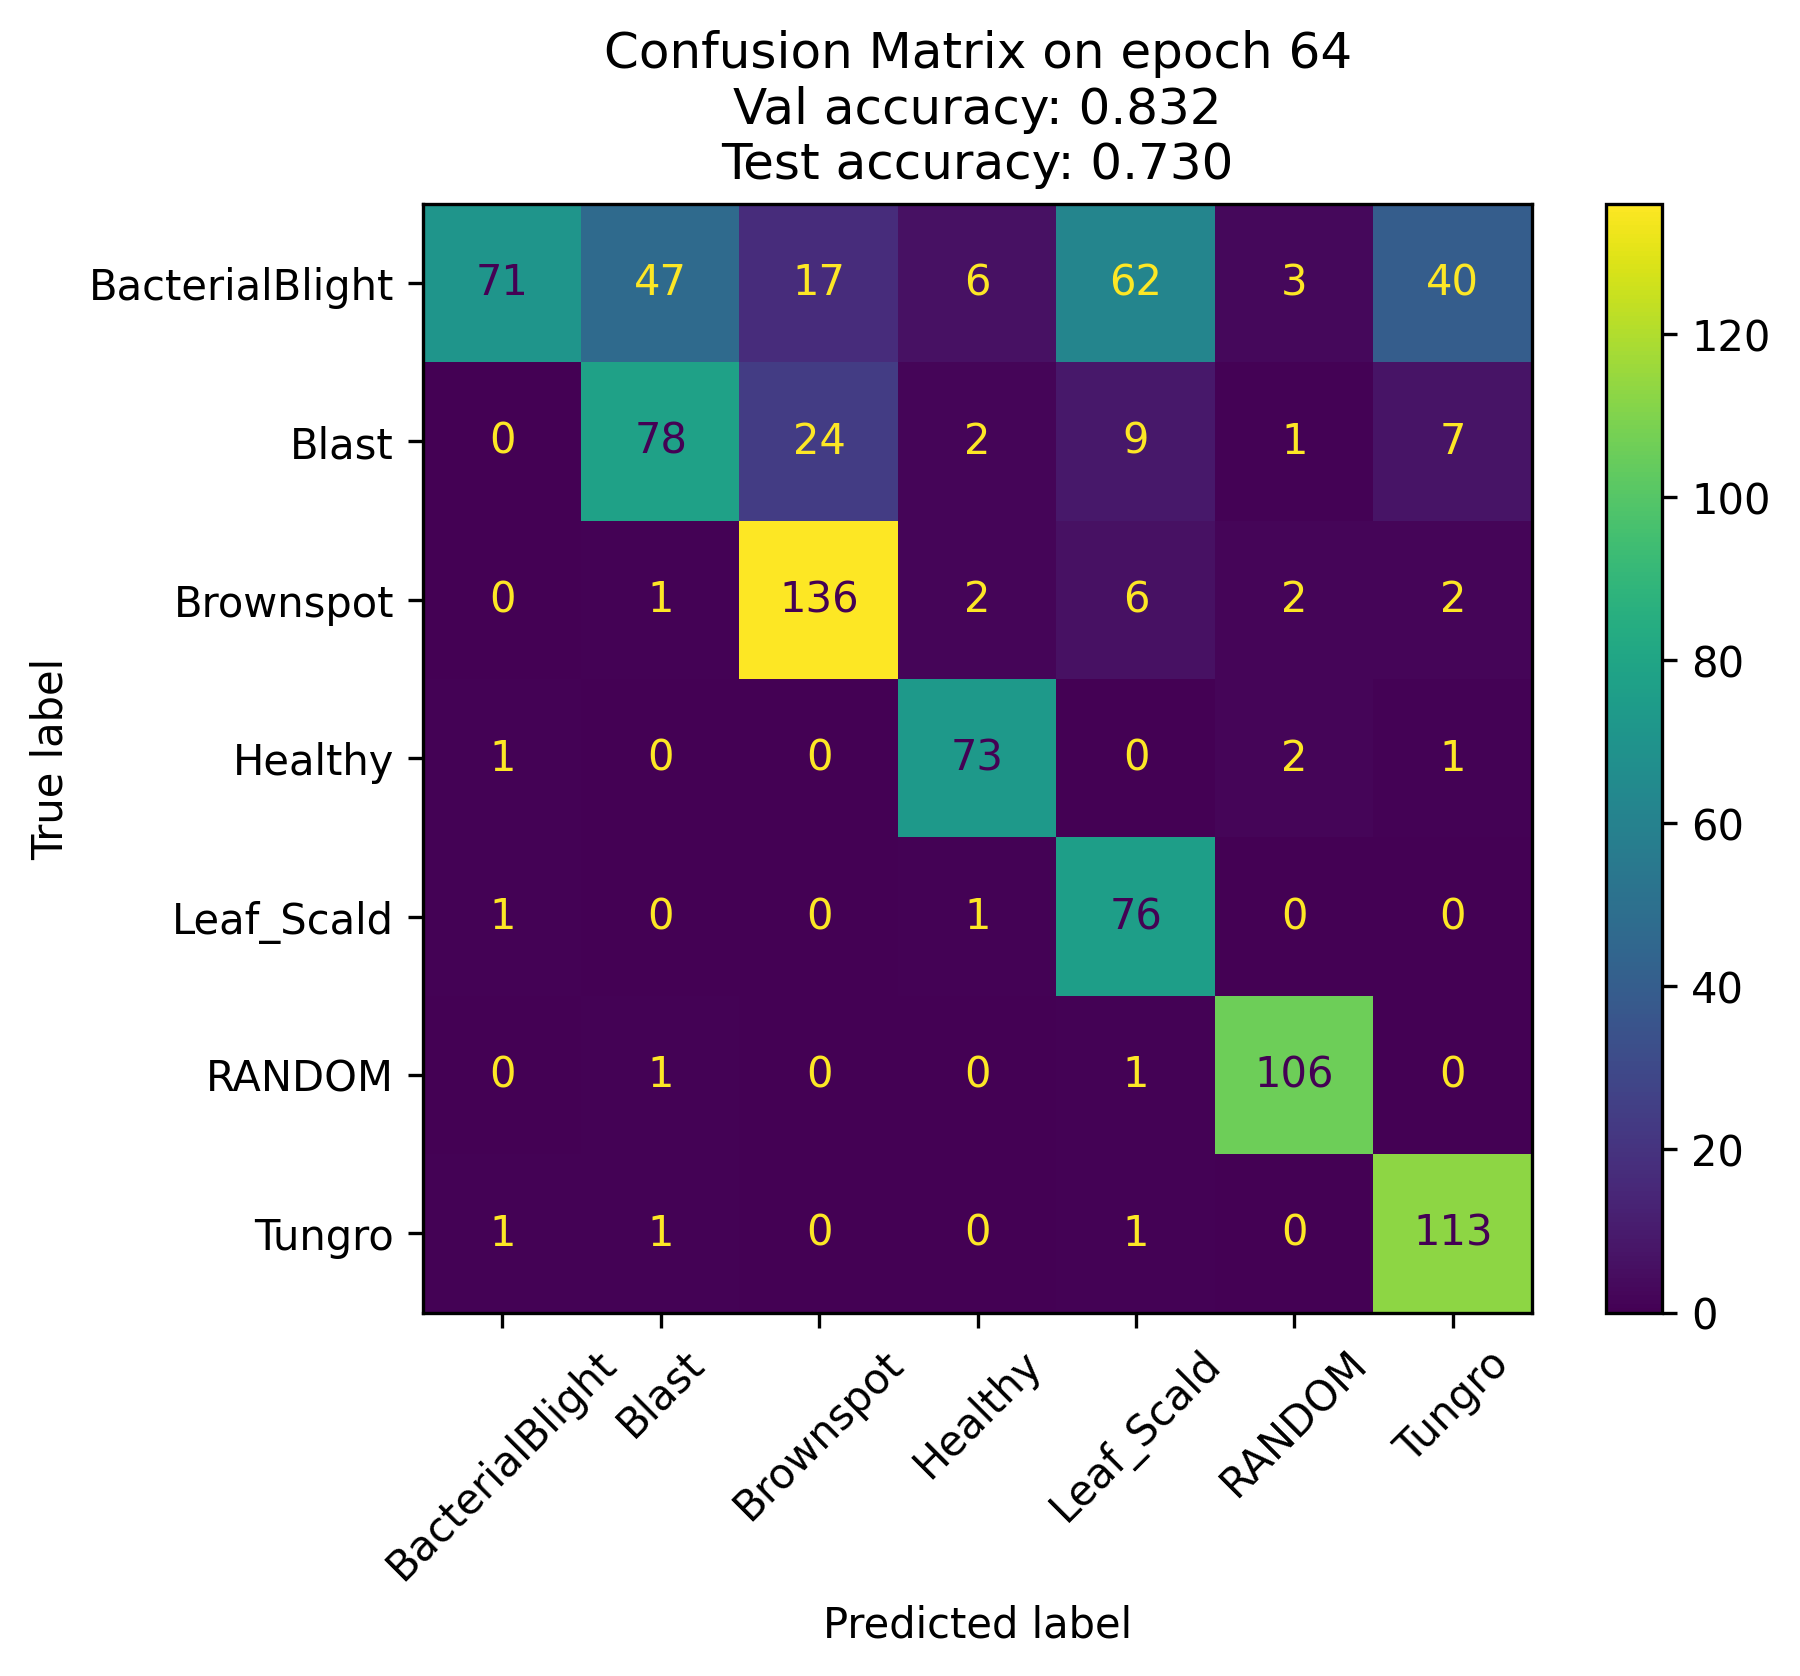 Confusion Matrix on epoch 64
Val accuracy: 0.832
Test accuracy: 0.730
BacterialBlight 71 47 17 6 62 3 40
Blast 0 78 24 2 9 1 7
Brownspot 0 1 136 2 6 2 2
Healthy 1 0 0 73 0 2 1
Leaf_Scald 1 0 0 1 76 0 0
RANDOM 0 1 0 0 1 106 0
Tungro 1 1 0 0 1 0 113
True label
BacterialBlight Blast Brownspot Healthy Leaf_Scald RANDOM Tungro
Predicted label
120
100
80
60
40
20
0